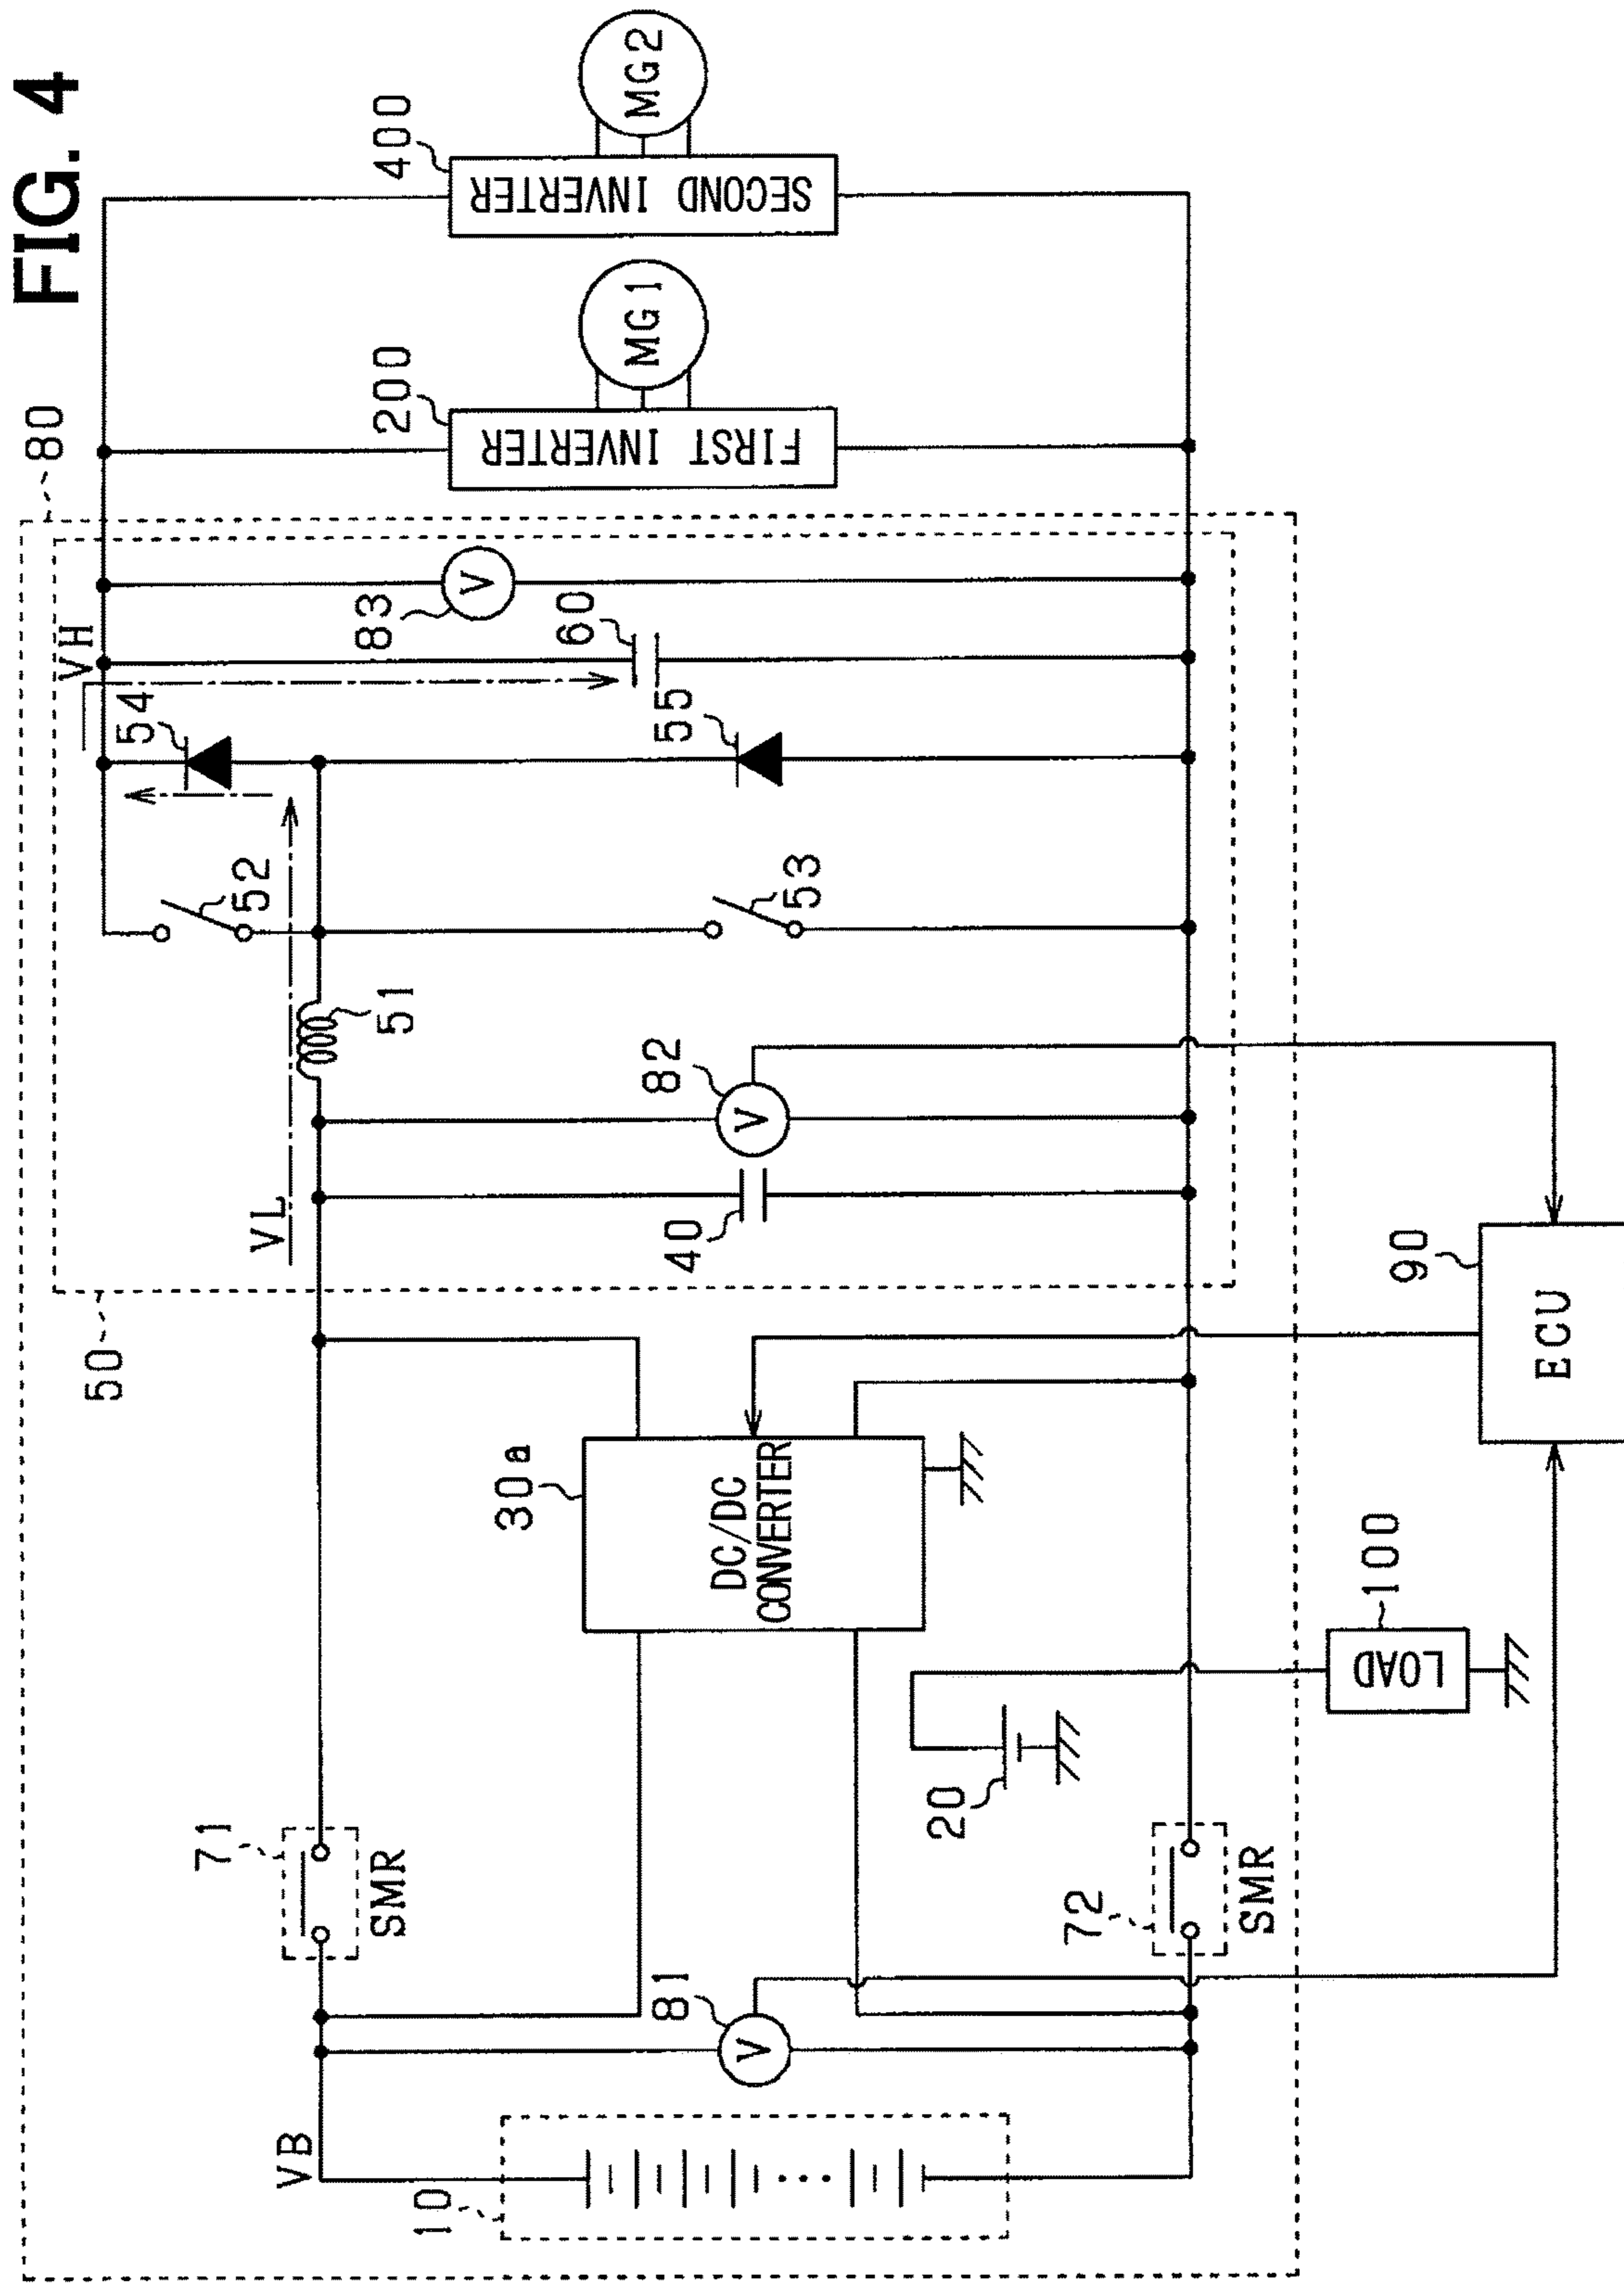 FIG. 4
80
50
VB
10
71
SMR
VL
51
52
54
VH
83
V
60
55
53
82
V
40
30a
DC/DC
CONVERTER
81
V
20
72
SMR
200
FIRST INVERTER
MG1
400
SECOND INVERTER
MG2
100
LOAD
90
ECU